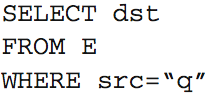 SELECT dst
FROM E
WHERE src=“q”